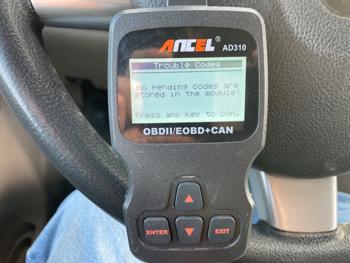 ANCEL
AD310
Trouble Codes
No pending codes are
stored in the module!
Press any key to con.
OBDII/EOBD+CAN
ENTER
EXIT